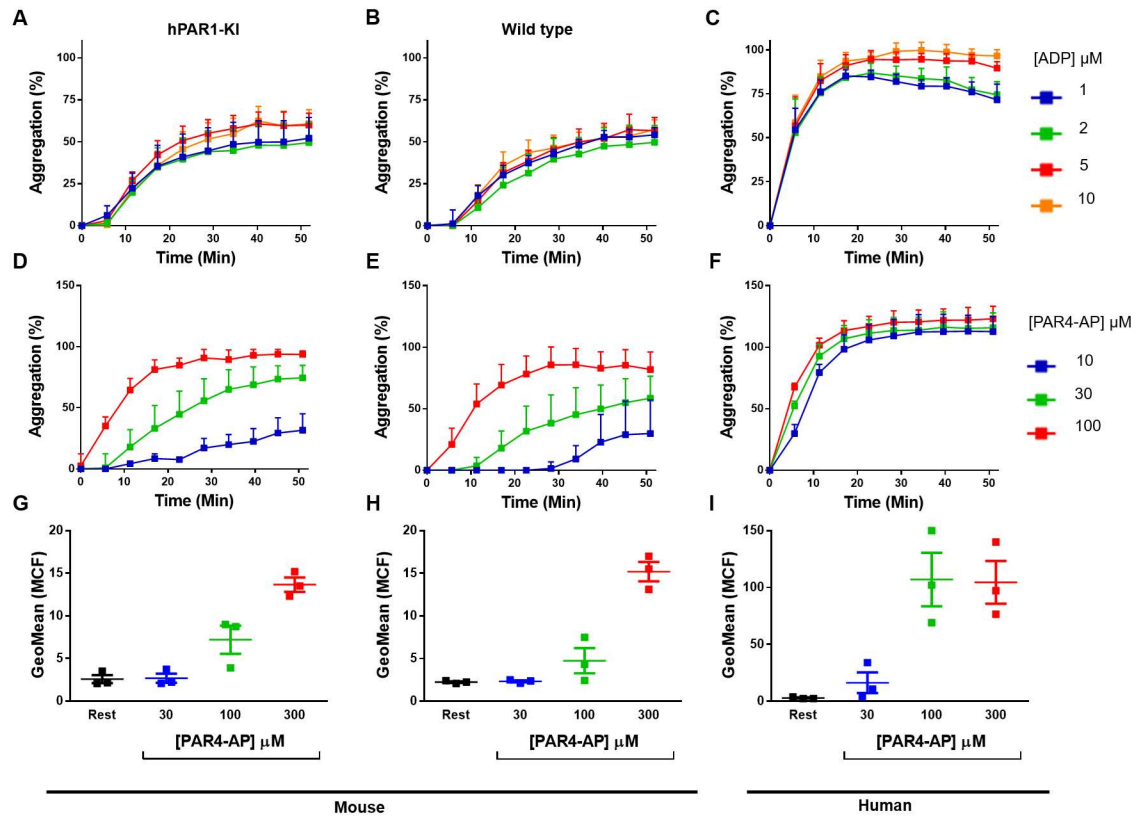 A
hPAR1-KI
Aggregation (%)
100
75
50
25
0
0 10 20 30 40 50
Time (Min)
B
Wild type
Aggregation (%)
100
75
50
25
0
0 10 20 30 40 50
Time (Min)
C
Aggregation (%)
100
75
50
25
0
0 10 20 30 40 50
Time (Min)
[ADP] µM
1
2
5
10
D
Aggregation (%)
150
100
50
0
0 10 20 30 40 50
Time (Min)
E
Aggregation (%)
150
100
50
0
0 10 20 30 40 50
Time (Min)
F
Aggregation (%)
150
100
50
0
0 10 20 30 40 50
Time (Min)
[PAR4-AP] µM
10
30
100
G
GeoMean (MCF)
20
15
10
5
0
Rest 30 100 300
[PAR4-AP] µM
H
GeoMean (MCF)
20
15
10
5
0
Rest 30 100 300
[PAR4-AP] µM
I
GeoMean (MCF)
150
100
50
0
Rest 30 100 300
[PAR4-AP] µM
Mouse
Human